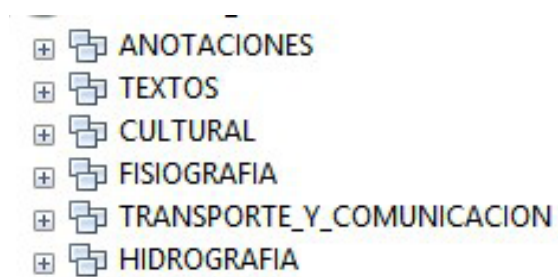 ANOTACIONES
TEXTOS
CULTURAL
FISIOGRAFIA
TRANSPORTE_Y_COMUNICACION
HIDROGRAFIA